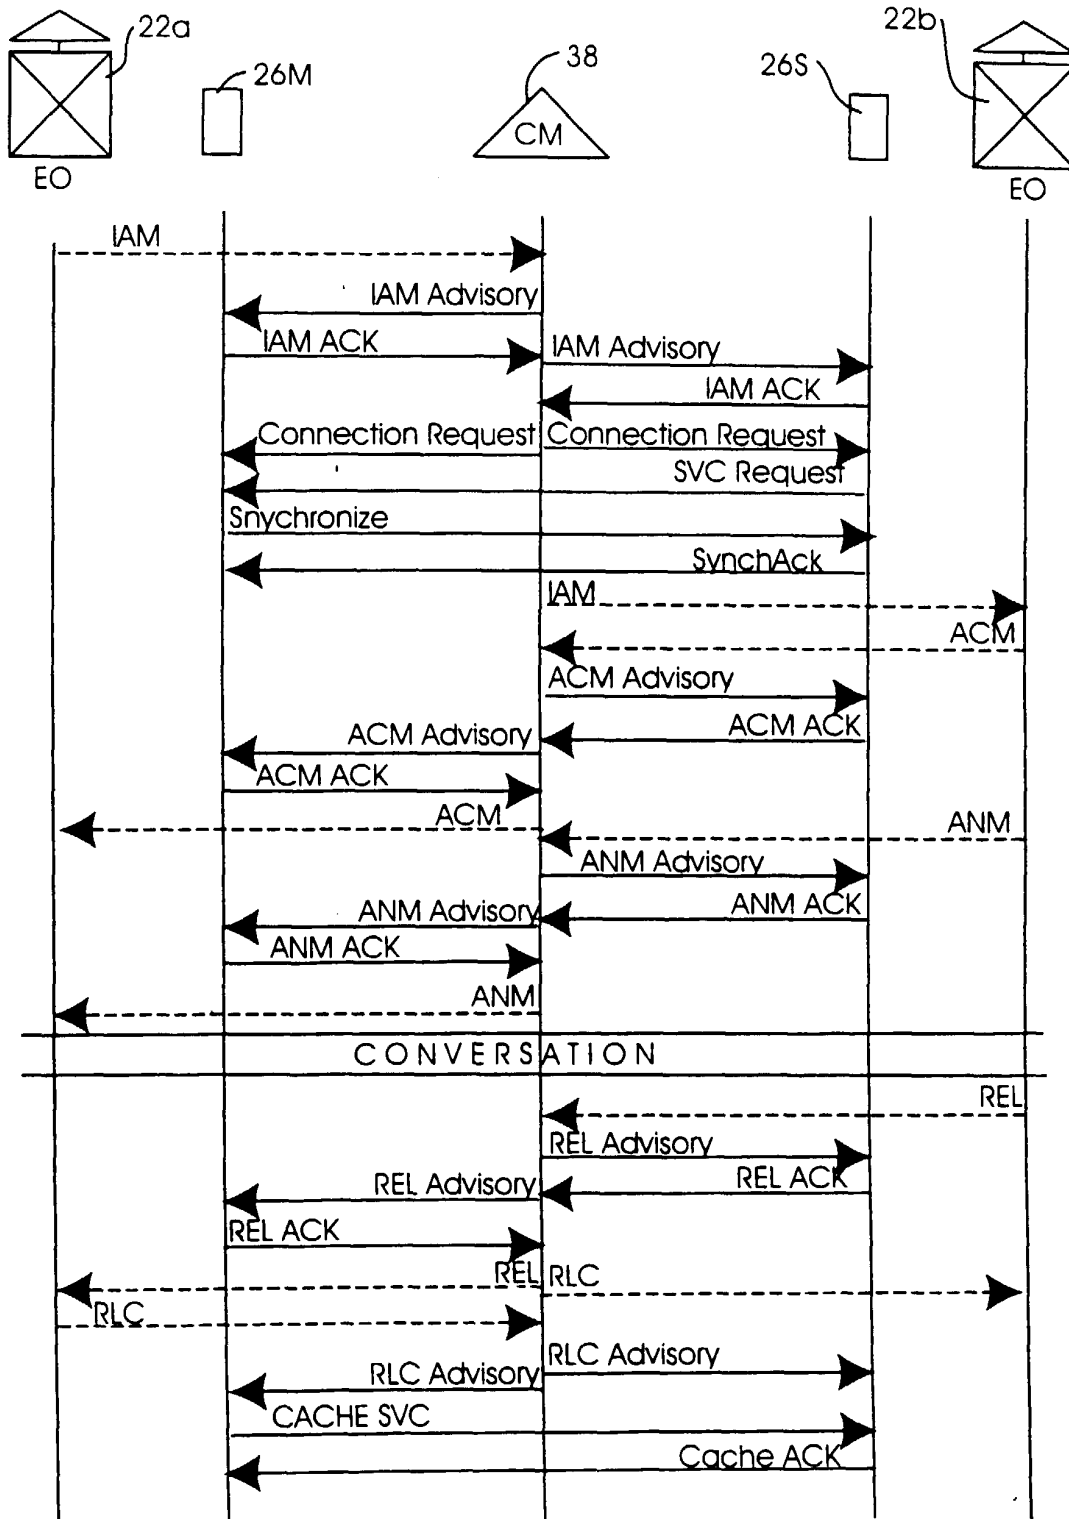 22a
26M
38
26S
22b
CM
EO
EO
IAM
IAM Advisory
IAM ACK
IAM Advisory
IAM ACK
Connection Request
Connection Request
SVC Request
Snychronize
SynchAck
IAM
ACM
ACM Advisory
ACM ACK
ACM Advisory
ACM ACK
ACM
ANM
ANM Advisory
ANM ACK
ANM Advisory
ANM ACK
ANM
CONVERSATION
REL
REL Advisory
REL ACK
REL Advisory
REL ACK
REL
RLC
RLC
RLC Advisory
RLC Advisory
CACHE SVC
Cache ACK